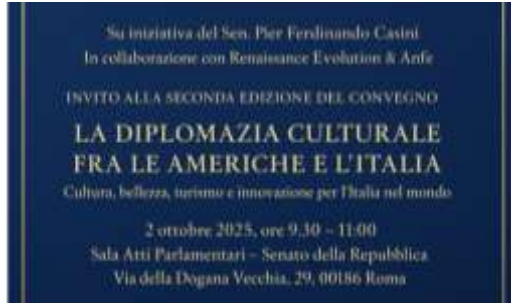 Su iniziativa del Sen. Pier Ferdinando Casini
In collaborazione con Renaissance Evolution & Anfe
INVITO ALLA SECONDA EDIZIONE DEL CONVEGNO
LA DIPLOMAZIA CULTURALE
FRA LE AMERICHE E L'ITALIA
Cultura, bellezza, turismo e innovazione per l'Italia nel mondo
2 ottobre 2025, ore 9.30 – 11:00
Sala Atti Parlamentari – Senato della Repubblica
Via della Dogana Vecchia, 29, 00186 Roma